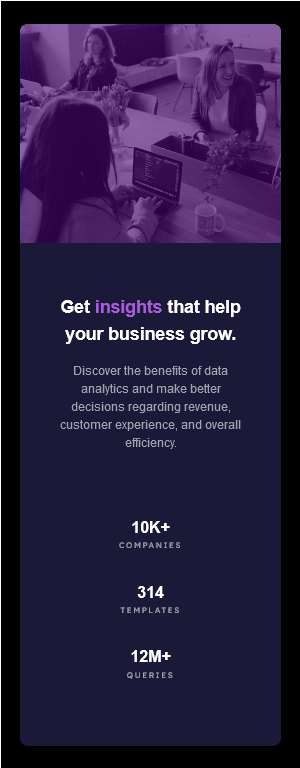 Get insights that help
your business grow.
Discover the benefits of data
analytics and make better
decisions regarding revenue,
customer experience, and overall
efficiency.
10K+
COMPANIES
314
TEMPLATES
12M+
QUERIES